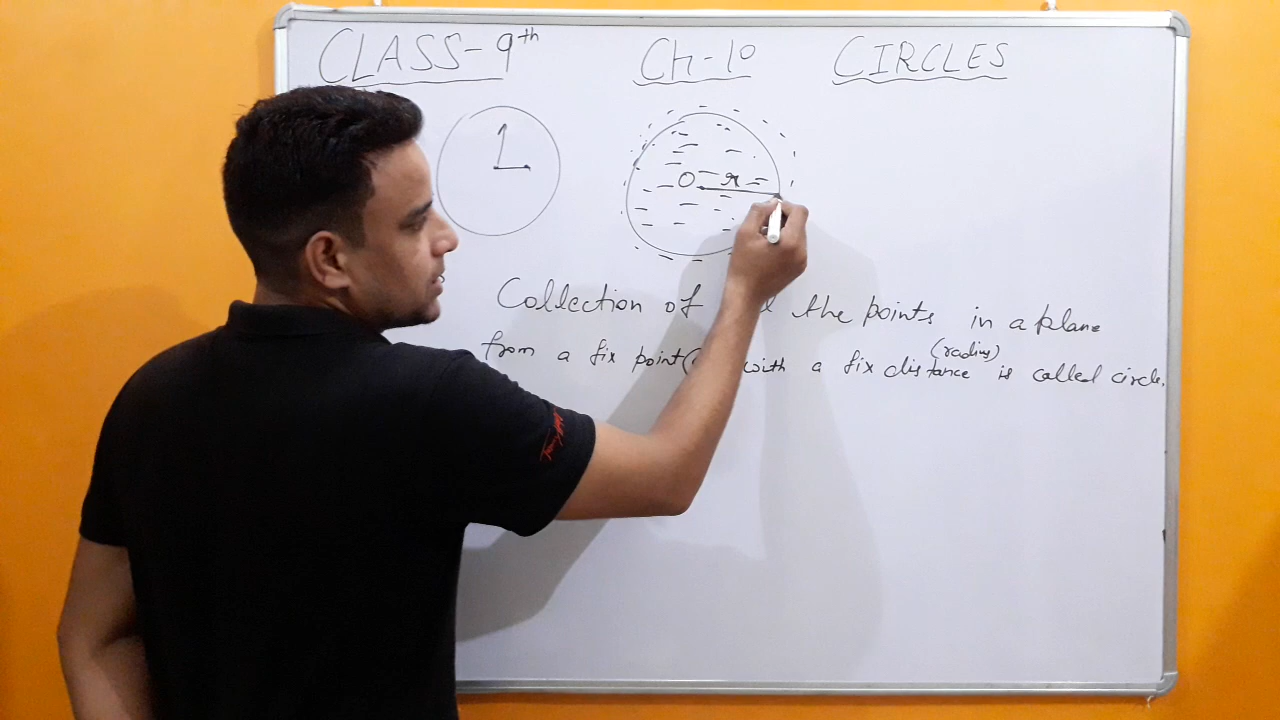 CLASS-9th Ch-10 CIRCLES
O r
Collection of the points in a plane
from a fix point( with a fix distance (radius) is called circle.